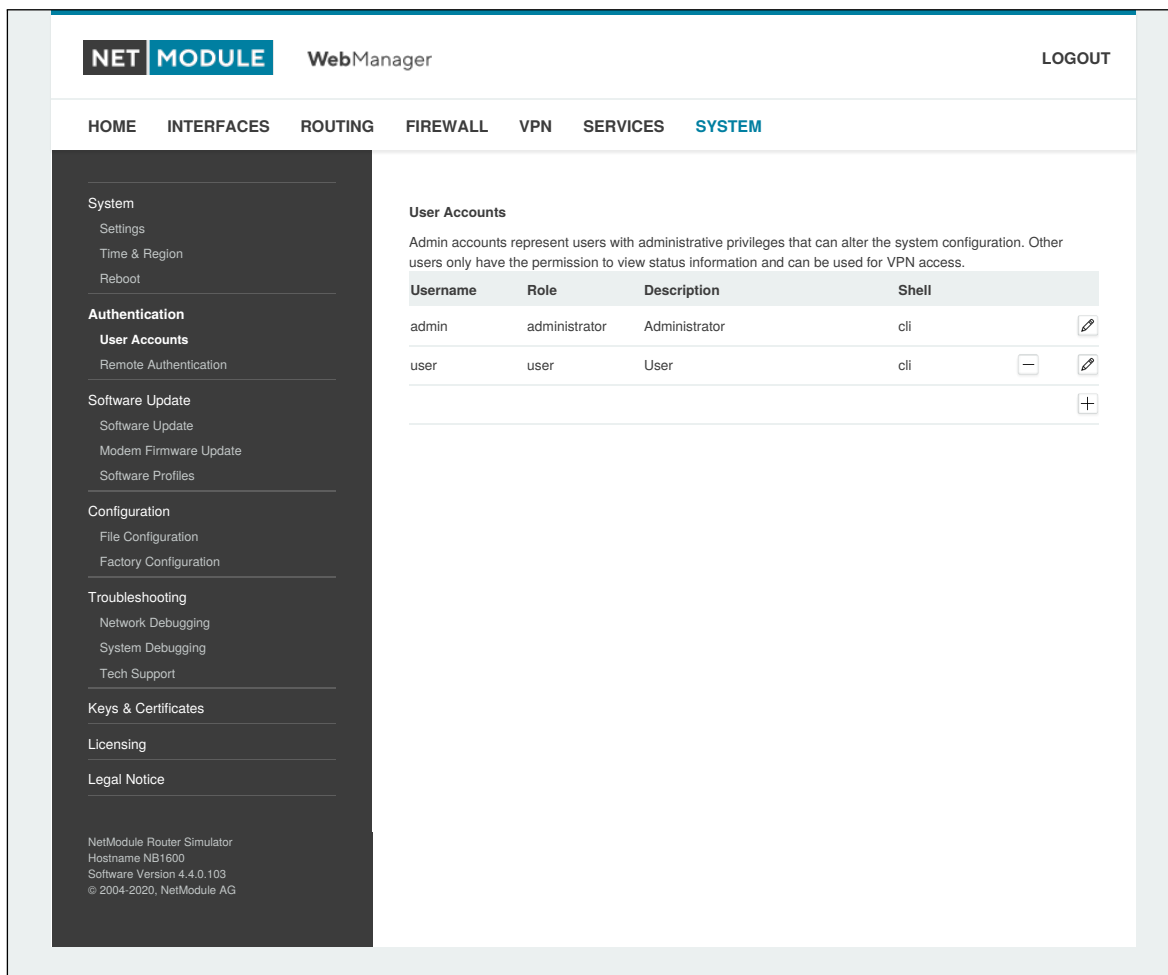 NET MODULE WebManager LOGOUT
HOME INTERFACES ROUTING FIREWALL VPN SERVICES SYSTEM
System
Settings
Time & Region
Reboot
Authentication
User Accounts
Remote Authentication
Software Update
Software Update
Modem Firmware Update
Software Profiles
Configuration
File Configuration
Factory Configuration
Troubleshooting
Network Debugging
System Debugging
Tech Support
Keys & Certificates
Licensing
Legal Notice
NetModule Router Simulator
Hostname NB1600
Software Version 4.4.0.103
© 2004-2020, NetModule AG
User Accounts
Admin accounts represent users with administrative privileges that can alter the system configuration. Other
users only have the permission to view status information and can be used for VPN access.
Username Role Description Shell
admin administrator Administrator cli
user user User cli